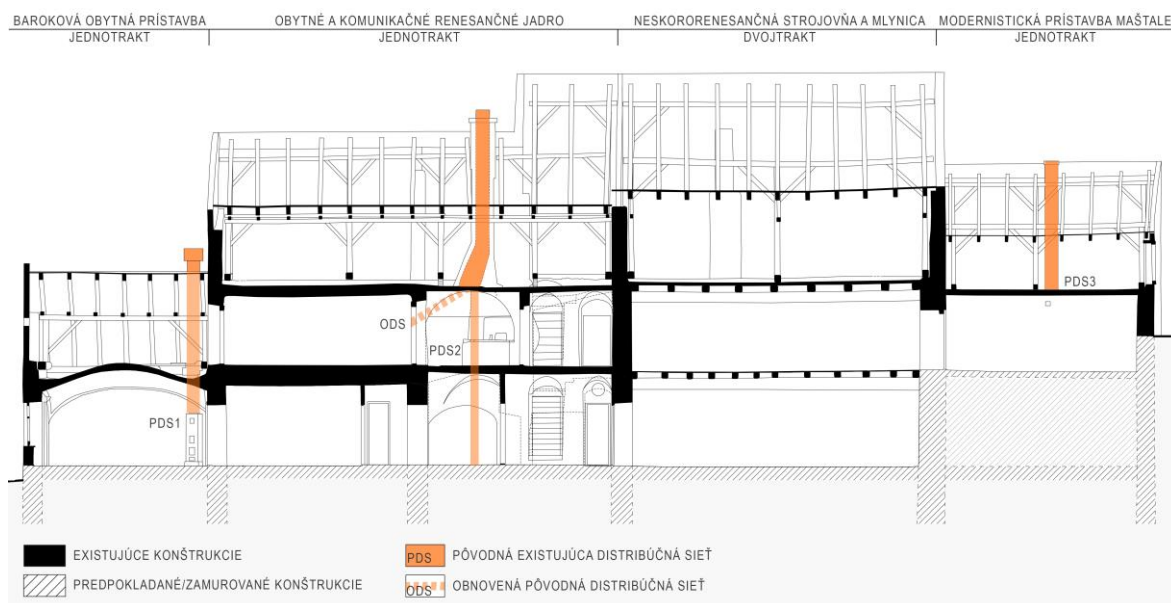 BAROKOVÁ OBYTNÁ PRÍSTAVBA
JEDNOTRAKT
OBYTNÉ A KOMUNIKAČNÉ RENESANČNÉ JADRO
JEDNOTRAKT
NESKORORENESANČNÁ STROJOVŇA A MLYNICA
DVOJTRAKT
MODERNISTICKÁ PRÍSTAVBA MAŠTALE
JEDNOTRAKT
PDS3
ODS
PDS2
PDS1
EXISTUJÚCE KONŠTRUKCIE
PREDPOKLADANÉ/ZAMUROVANÉ KONŠTRUKCIE
PDS PÔVODNÁ EXISTUJÚCA DISTRIBÚČNÁ SIEŤ
ODS OBNOVENÁ PÔVODNÁ DISTRIBÚČNÁ SIEŤ